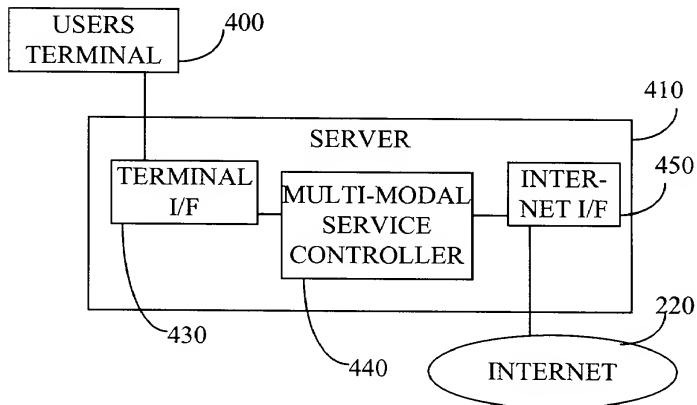 USERS
TERMINAL
400
410
SERVER
TERMINAL
I/F
MULTI-MODAL
SERVICE
CONTROLLER
INTER-
NET I/F
450
430
440
220
INTERNET